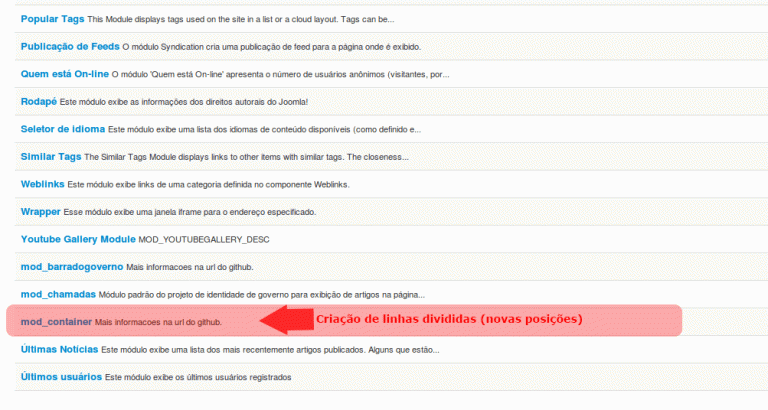 Popular Tags This Module displays tags used on the site in a list or a cloud layout. Tags can be...
Publicação de Feeds O módulo Syndication cria uma publicação de feed para a página onde é exibido.
Quem está On-line O módulo 'Quem está On-line' apresenta o número de usuários anônimos (visitantes, por...
Rodapé Este módulo exibe as informações dos direitos autorais do Joomla!
Seletor de idioma Este módulo exibe uma lista dos idiomas de conteúdo disponíveis (como definido e...
Similar Tags The Similar Tags Module displays links to other items with similar tags. The closeness...
Weblinks Este módulo exibe links de uma categoria definida no componente Weblinks.
Wrapper Esse módulo exibe uma janela iframe para o endereço especificado.
Youtube Gallery Module MOD_YOUTUBEGALLERY_DESC
mod_barradogoverno Mais informacoes na url do github.
mod_chamadas Módulo padrão do projeto de identidade de governo para exibição de artigos na página...
mod_container Mais informacoes na url do github. Criação de linhas divididas (novas posições)
Últimas Notícias Este módulo exibe uma lista dos mais recentemente artigos publicados. Alguns que estão...
Últimos usuários Este módulo exibe os últimos usuários registrados